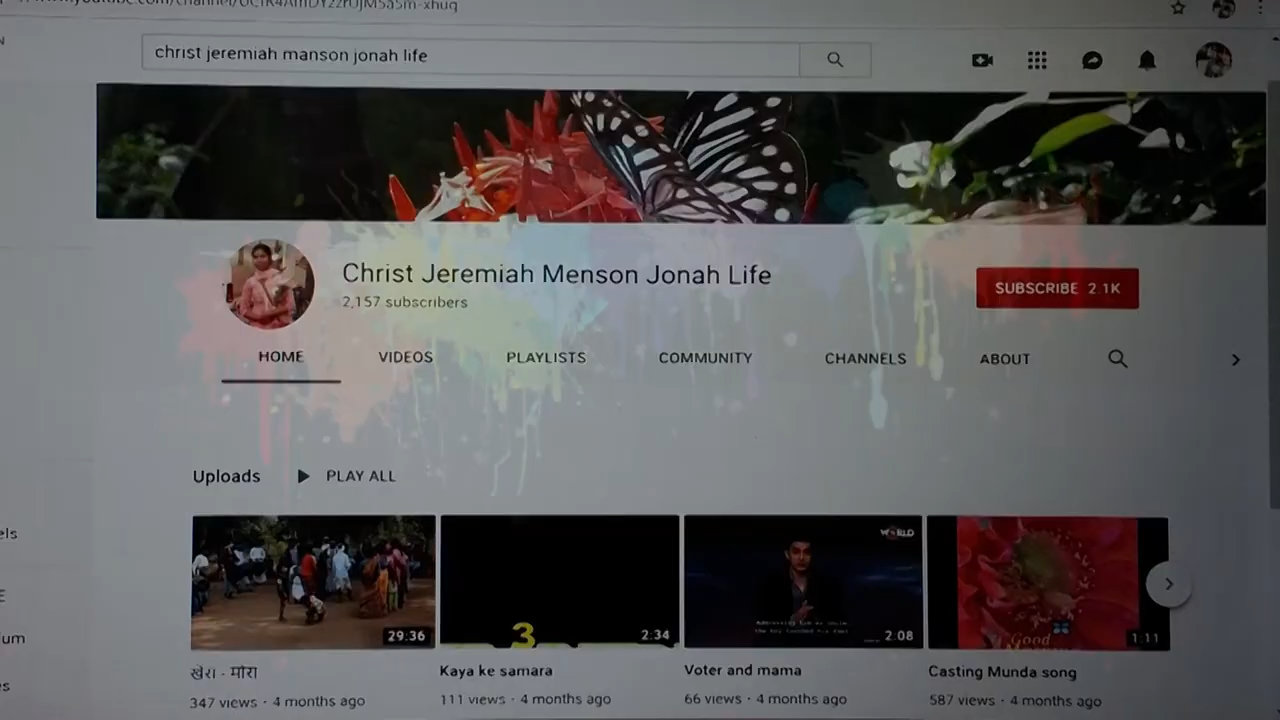 christ jeremiah manson jonah life
Christ Jeremiah Menson Jonah Life
2,157 subscribers
SUBSCRIBE 2.1K
HOME VIDEOS PLAYLISTS COMMUNITY CHANNELS ABOUT
Uploads PLAY ALL
29:36
3
2:34
WORLD
2:08
Good
1:11
Kaya ke samara
Voter and mama
Casting Munda song
347 views · 4 months ago
111 views · 4 months ago
66 views · 4 months ago
587 views · 4 months ago